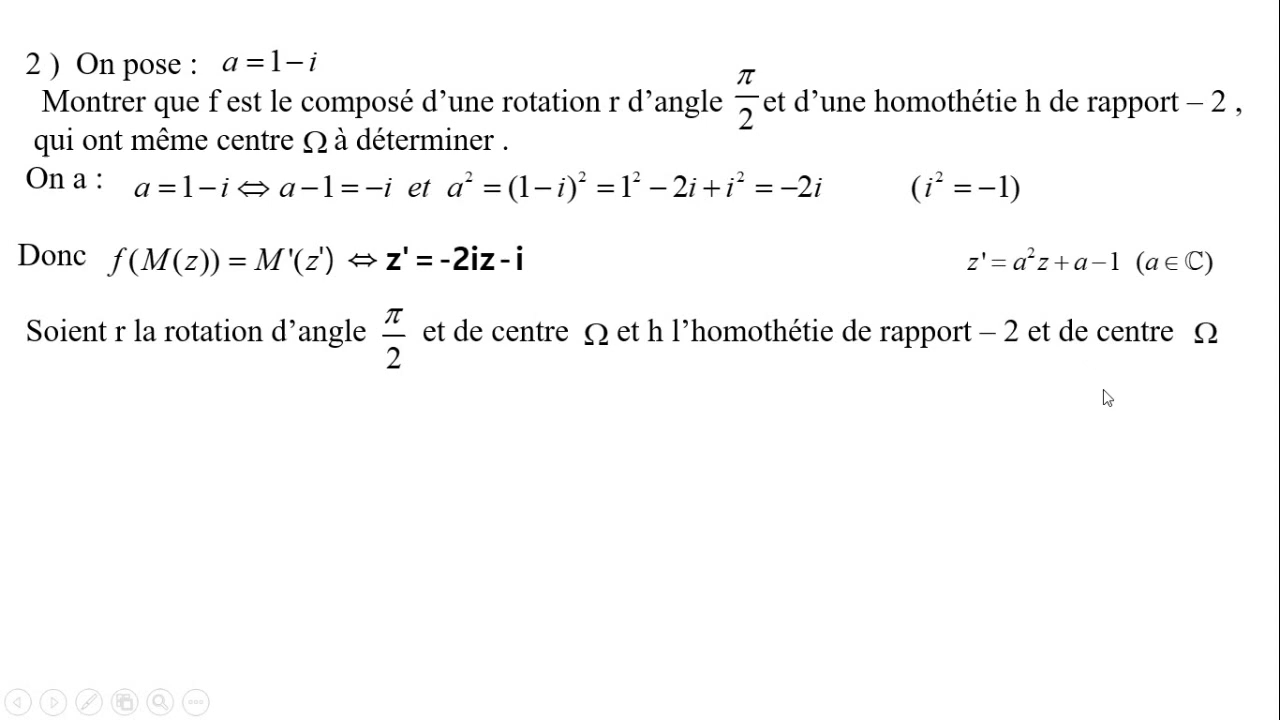 2 ) On pose : a = 1 − i
Montrer que f est le composé d’une rotation r d’angle π/2 et d’une homothétie h de rapport – 2 ,
qui ont même centre Ω à déterminer .
On a : a = 1 − i ⇔ a − 1 = −i et a² = (1 − i)² = 1² − 2i + i² = −2i (i² = −1)
Donc f(M(z)) = M'(z') ⇔ z' = -2iz - i z' = a²z + a − 1 (a ∈ ℂ)
Soient r la rotation d’angle π/2 et de centre Ω et h l’homothétie de rapport – 2 et de centre Ω